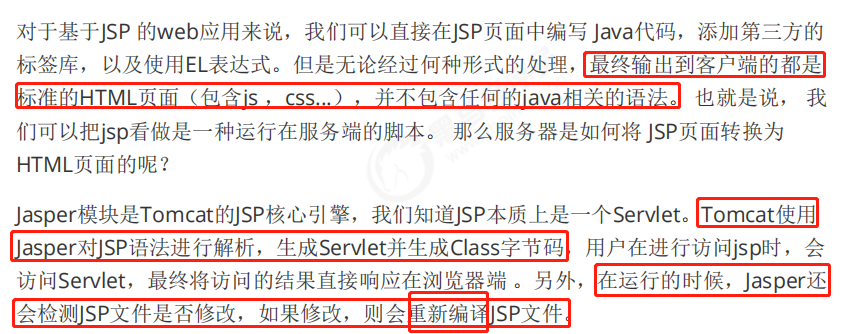 对于基于JSP 的web应用来说，我们可以直接在JSP页面中编写 Java代码，添加第三方的
标签库，以及使用EL表达式。但是无论经过何种形式的处理，最终输出到客户端的都是
标准的HTML页面（包含js ，css...），并不包含任何的java相关的语法。 也就是说， 我
们可以把jsp看做是一种运行在服务端的脚本。 那么服务器是如何将 JSP页面转换为
HTML页面的呢？
Jasper模块是Tomcat的JSP核心引擎，我们知道JSP本质上是一个Servlet。Tomcat使用
Jasper对JSP语法进行解析，生成Servlet并生成Class字节码，用户在进行访问jsp时，会
访问Servlet，最终将访问的结果直接响应在浏览器端 。另外，在运行的时候，Jasper还
会检测JSP文件是否修改，如果修改，则会重新编译JSP文件。